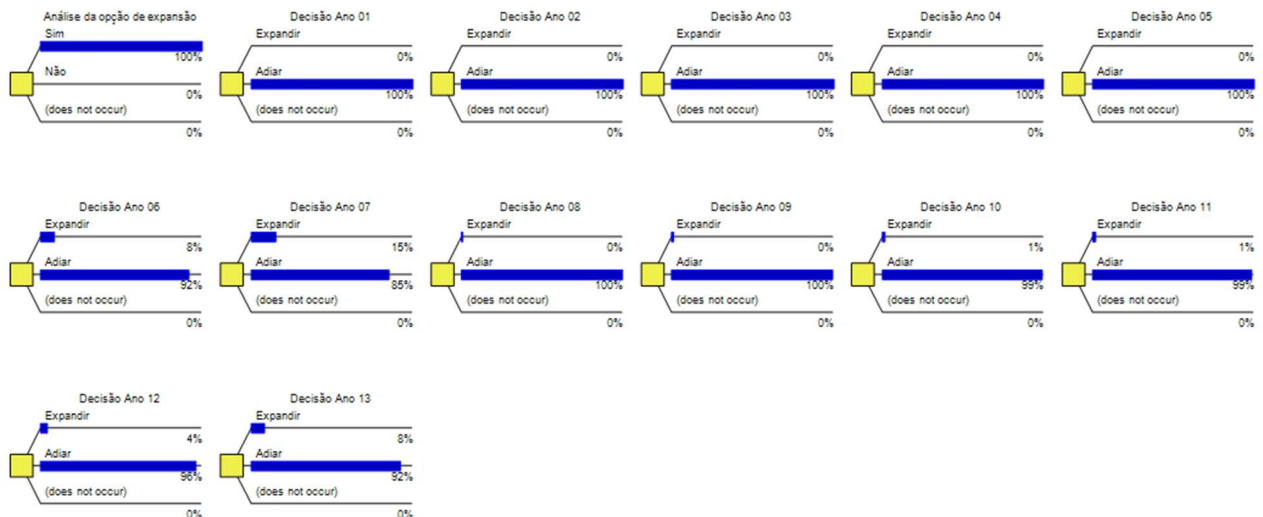 Análise da opção de expansão
Sim
100%
Não
0%
(does not occur)
0%
Decisão Ano 01
Expandir
0%
Adiar
100%
(does not occur)
0%
Decisão Ano 02
Expandir
0%
Adiar
100%
(does not occur)
0%
Decisão Ano 03
Expandir
0%
Adiar
100%
(does not occur)
0%
Decisão Ano 04
Expandir
0%
Adiar
100%
(does not occur)
0%
Decisão Ano 05
Expandir
0%
Adiar
100%
(does not occur)
0%
Decisão Ano 06
Expandir
8%
Adiar
92%
(does not occur)
0%
Decisão Ano 07
Expandir
15%
Adiar
85%
(does not occur)
0%
Decisão Ano 08
Expandir
0%
Adiar
100%
(does not occur)
0%
Decisão Ano 09
Expandir
0%
Adiar
100%
(does not occur)
0%
Decisão Ano 10
Expandir
1%
Adiar
99%
(does not occur)
0%
Decisão Ano 11
Expandir
1%
Adiar
99%
(does not occur)
0%
Decisão Ano 12
Expandir
4%
Adiar
96%
(does not occur)
0%
Decisão Ano 13
Expandir
8%
Adiar
92%
(does not occur)
0%